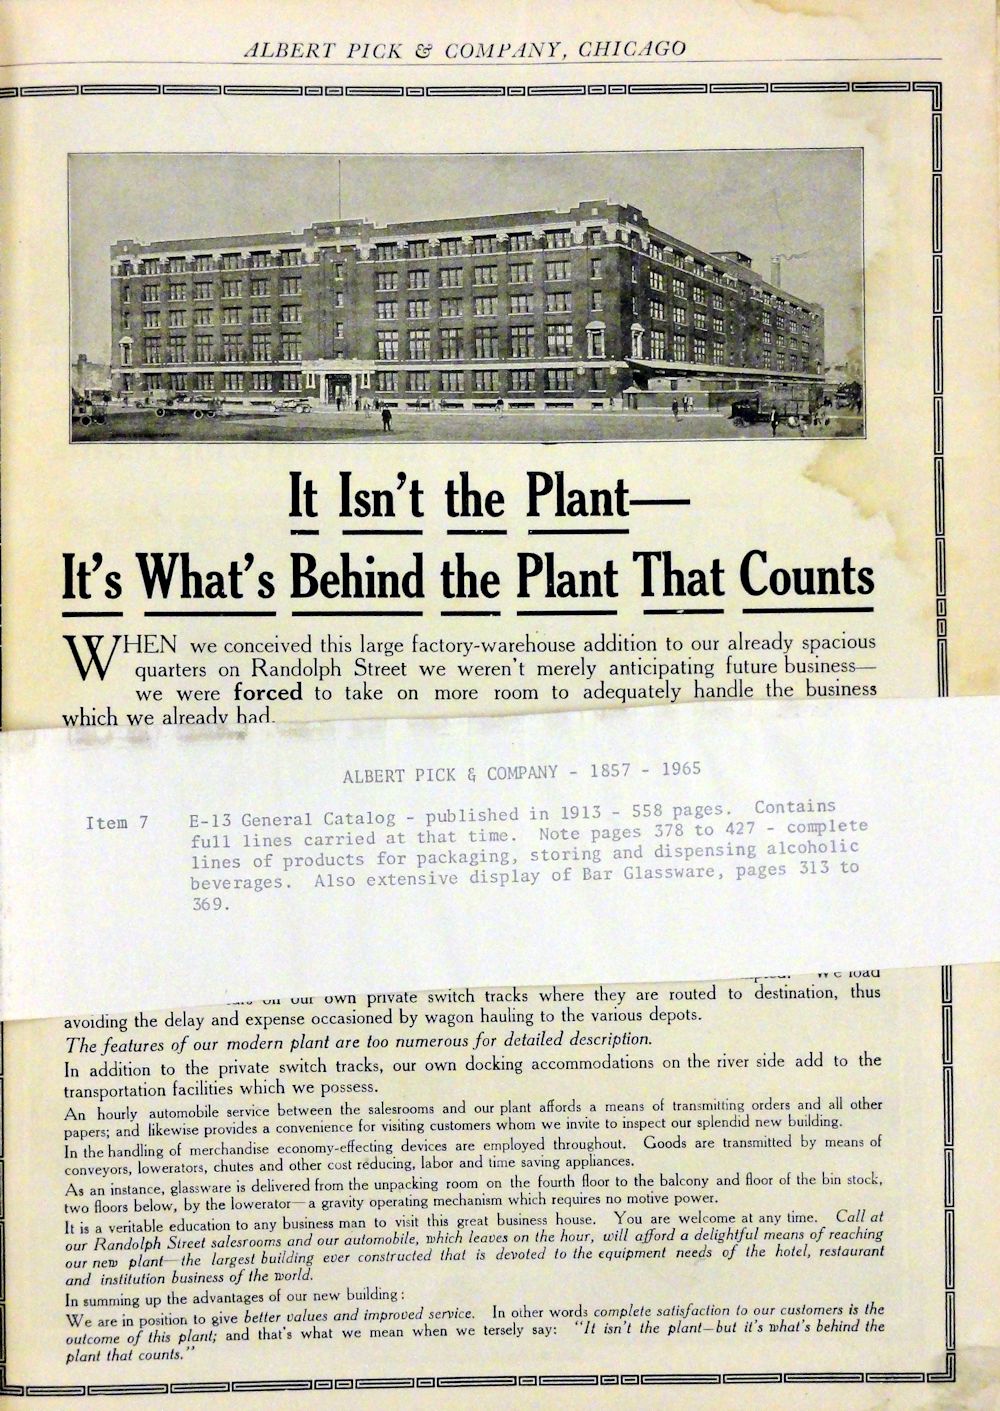 ALBERT PICK & COMPANY, CHICAGO
It Isn't the Plant—
It's What's Behind the Plant That Counts
WHEN we conceived this large factory-warehouse addition to our already spacious
quarters on Randolph Street we weren't merely anticipating future business—
we were forced to take on more room to adequately handle the business
which we already had.
ALBERT PICK & COMPANY - 1857 - 1965
Item 7 E-13 General Catalog - published in 1913 - 558 pages. Contains
full lines carried at that time. Note pages 378 to 427 - complete
lines of products for packaging, storing and dispensing alcoholic
beverages. Also extensive display of Bar Glassware, pages 313 to
369.
We load
on our own private switch tracks where they are routed to destination, thus
avoiding the delay and expense occasioned by wagon hauling to the various depots.
The features of our modern plant are too numerous for detailed description.
In addition to the private switch tracks, our own docking accommodations on the river side add to the
transportation facilities which we possess.
An hourly automobile service between the salesrooms and our plant affords a means of transmitting orders and all other
papers; and likewise provides a convenience for visiting customers whom we invite to inspect our splendid new building.
In the handling of merchandise economy-effecting devices are employed throughout. Goods are transmitted by means of
conveyors, lowerators, chutes and other cost reducing, labor and time saving appliances.
As an instance, glassware is delivered from the unpacking room on the fourth floor to the balcony and floor of the bin stock,
two floors below, by the lowerator—a gravity operating mechanism which requires no motive power.
It is a veritable education to any business man to visit this great business house. You are welcome at any time. Call at
our Randolph Street salesrooms and our automobile, which leaves on the hour, will afford a delightful means of reaching
our new plant—the largest building ever constructed that is devoted to the equipment needs of the hotel, restaurant
and institution business of the world.
In summing up the advantages of our new building:
We are in position to give better values and improved service. In other words complete satisfaction to our customers is the
outcome of this plant; and that's what we mean when we tersely say: "It isn't the plant—but it's what's behind the
plant that counts."